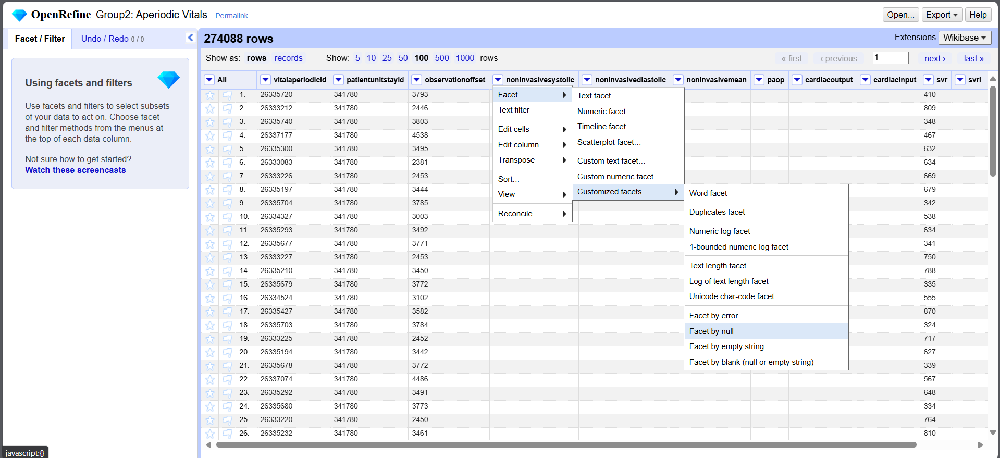 OpenRefine Group2: Aperiodic Vitals Permalink Open... Export Help
Facet / Filter Undo / Redo 0 / 0 274088 rows Extensions Wikibase
Show as: rows records Show: 5 10 25 50 100 500 1000 rows « first ‹ previous 1 next › last »
All vitalaperiodicid patientunitstayid observationoffset noninvasivesystolic noninvasivediastolic noninvasivemean paop cardiacoutput cardiacinput svr svri
Using facets and filters
Use facets and filters to select subsets
of your data to act on. Choose facet
and filter methods from the menus at
the top of each data column.
Not sure how to get started?
Watch these screencasts
1. 26335720 341780 3793 410
2. 26333212 341780 2446 809
3. 26335740 341780 3803 348
4. 26337177 341780 4538 467
5. 26335300 341780 3495 632
6. 26333083 341780 2381 634
7. 26333226 341780 2453 669
8. 26335197 341780 3444 679
9. 26335704 341780 3785 342
10. 26334327 341780 3003 538
11. 26335293 341780 3492 634
12. 26335677 341780 3771 341
13. 26333227 341780 2453 750
14. 26335210 341780 3450 788
15. 26335679 341780 3772 335
16. 26334524 341780 3102 555
17. 26335427 341780 3582 870
18. 26335703 341780 3784 324
19. 26333225 341780 2452 717
20. 26335194 341780 3442 627
21. 26335678 341780 3772 339
22. 26337074 341780 4486 567
23. 26335292 341780 3491 648
24. 26335680 341780 3773 334
25. 26333220 341780 2450 764
26. 26335232 341780 3461 810
Facet
Text filter
Edit cells
Edit column
Transpose
Sort...
View
Reconcile
Text facet
Numeric facet
Timeline facet
Scatterplot facet...
Custom text facet...
Custom numeric facet...
Customized facets
Word facet
Duplicates facet
Numeric log facet
1-bounded numeric log facet
Text length facet
Log of text length facet
Unicode char-code facet
Facet by error
Facet by null
Facet by empty string
Facet by blank (null or empty string)
javascript:{}